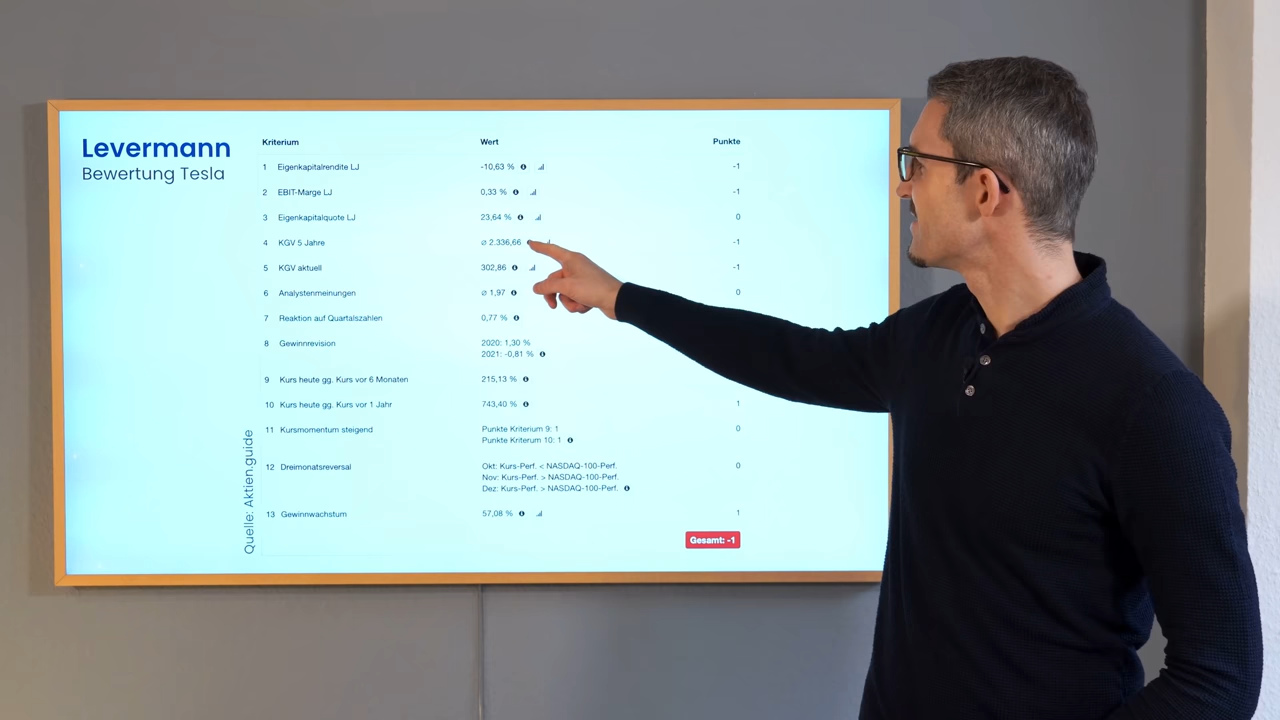 Levermann
Bewertung Tesla
Kriterium Wert Punkte
1 Eigenkapitalrendite LJ -10,63 % -1
2 EBIT-Marge LJ 0,33 % -1
3 Eigenkapitalquote LJ 23,64 % 0
4 KGV 5 Jahre ⌀ 2.336,66 -1
5 KGV aktuell 302,86 -1
6 Analystenmeinungen ⌀ 1,97 0
7 Reaktion auf Quartalszahlen 0,77 %
8 Gewinnrevision 2020: 1,30 %
2021: -0,81 %
9 Kurs heute gg. Kurs vor 6 Monaten 215,13 %
10 Kurs heute gg. Kurs vor 1 Jahr 743,40 % 1
11 Kursmomentum steigend Punkte Kriterium 9: 1 0
Punkte Kriterum 10: 1
12 Dreimonatsreversal Okt: Kurs-Perf. < NASDAQ-100-Perf. 0
Nov: Kurs-Perf. > NASDAQ-100-Perf.
Dez: Kurs-Perf. > NASDAQ-100-Perf.
13 Gewinnwachstum 57,08 % 1
Gesamt: -1
Quelle: Aktien.guide